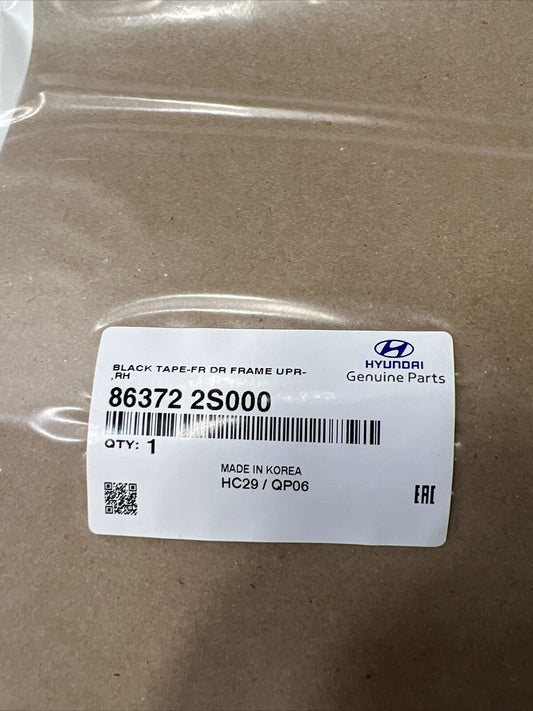 BLACK TAPE-FR DR FRAME UPR-
,RH
HYUNDAI
Genuine Parts
86372 2S000
QTY: 1
MADE IN KOREA
HC29 / QP06
EAC